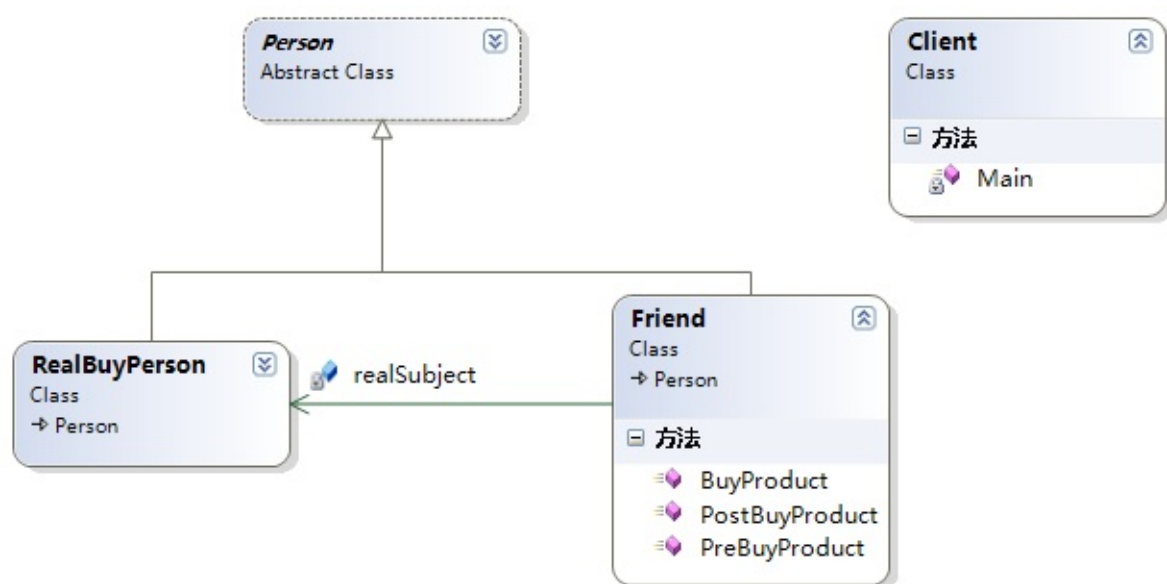 Person
Abstract Class
Client
Class
方法
Main
RealBuyPerson
Class
Person
realSubject
Friend
Class
Person
方法
BuyProduct
PostBuyProduct
PreBuyProduct